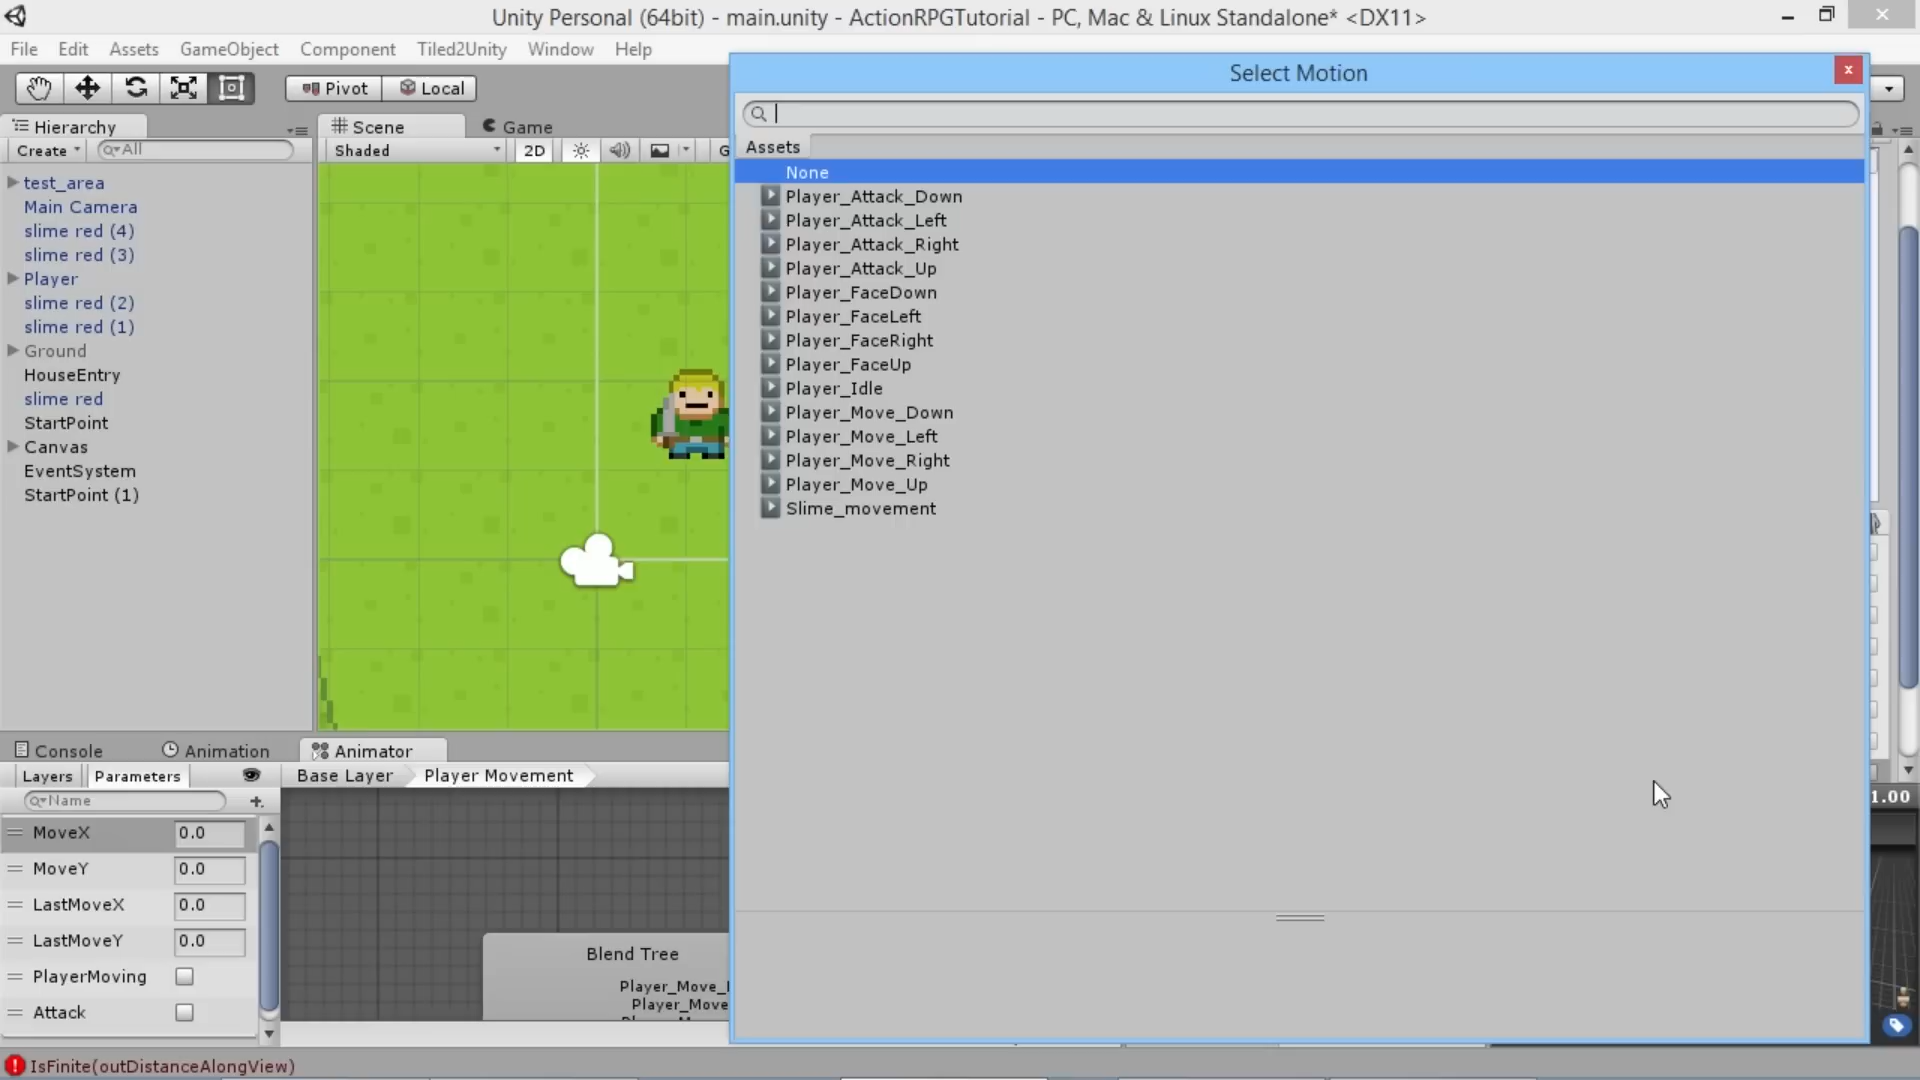 Unity Personal (64bit) - main.unity - ActionRPGTutorial - PC, Mac & Linux Standalone* <DX11>
File Edit Assets GameObject Component Tiled2Unity Window Help
Select Motion
x
Pivot Local
Hierarchy
Scene Game
Create All
Shaded 2D G
Assets
None
Player_Attack_Down
Player_Attack_Left
Player_Attack_Right
Player_Attack_Up
Player_FaceDown
Player_FaceLeft
Player_FaceRight
Player_FaceUp
Player_Idle
Player_Move_Down
Player_Move_Left
Player_Move_Right
Player_Move_Up
Slime_movement
test_area
Main Camera
slime red (4)
slime red (3)
Player
slime red (2)
slime red (1)
Ground
HouseEntry
slime red
StartPoint
Canvas
EventSystem
StartPoint (1)
Console Animation Animator
Layers Parameters Base Layer Player Movement
Name
1.00
MoveX 0.0
MoveY 0.0
LastMoveX 0.0
LastMoveY 0.0
PlayerMoving
Attack
Blend Tree
Player_Move_
Player_Move
IsFinite(outDistanceAlongView)